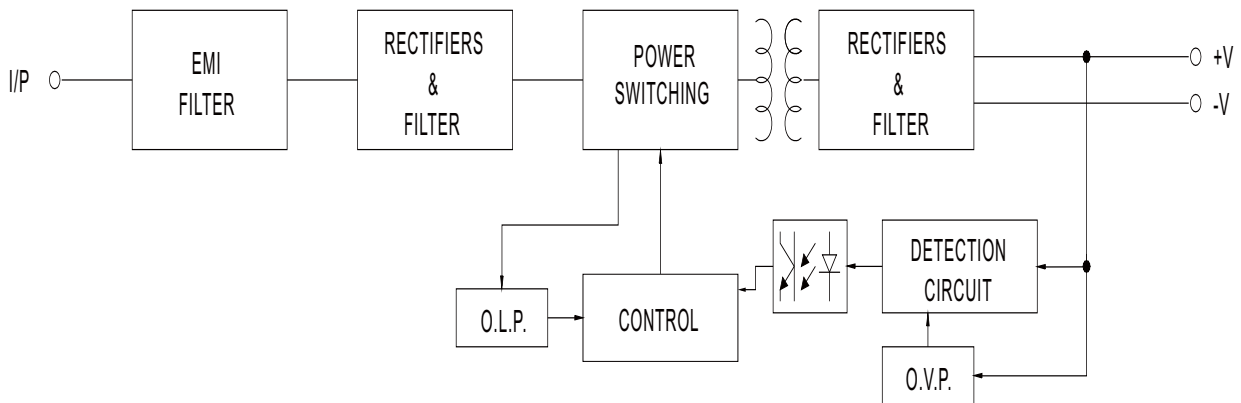 I/P
EMI
FILTER
RECTIFIERS
&
FILTER
POWER
SWITCHING
RECTIFIERS
&
FILTER
+V
-V
O.L.P.
CONTROL
DETECTION
CIRCUIT
O.V.P.